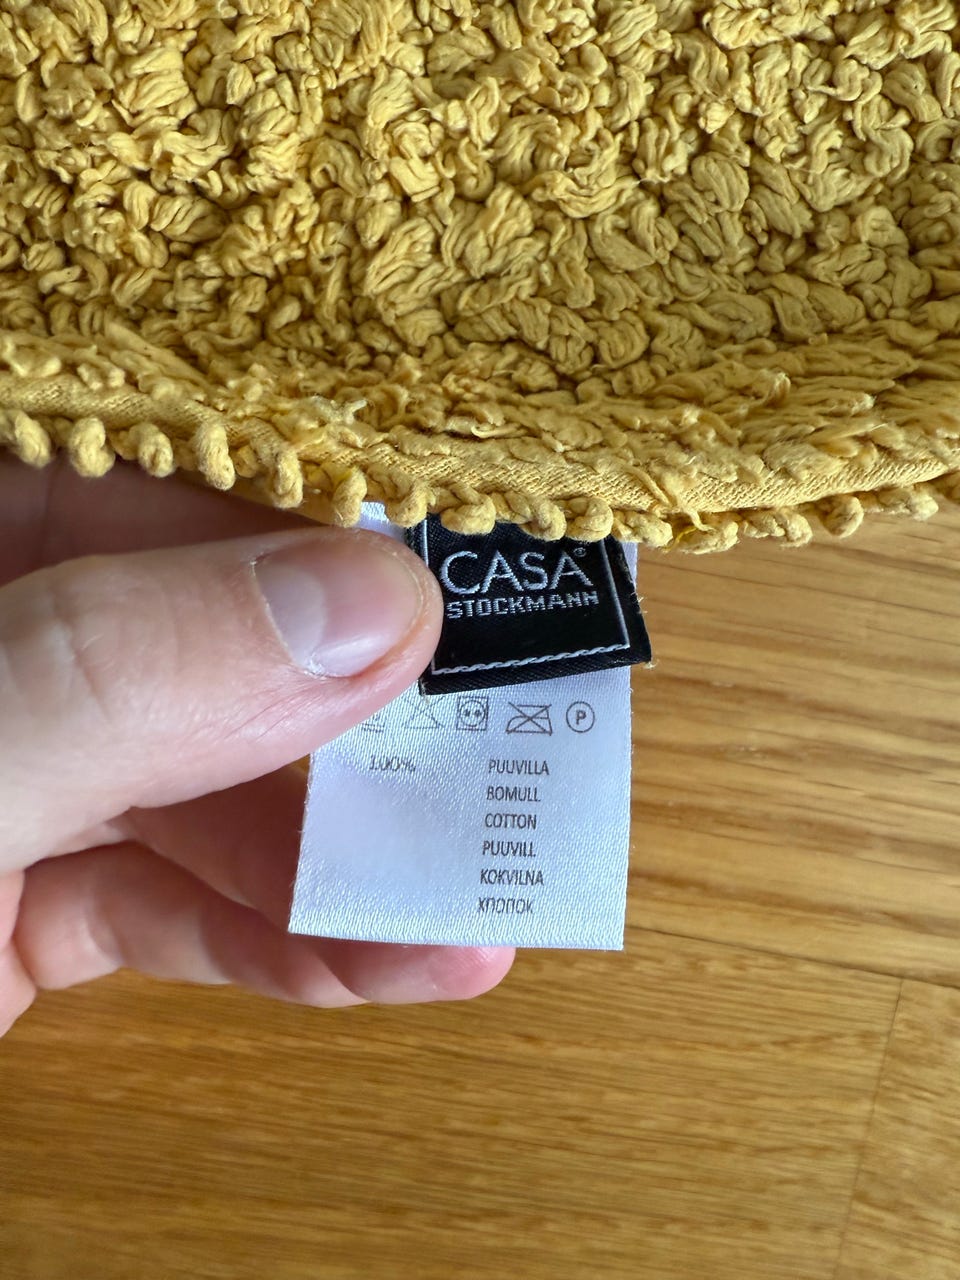 CASA®
STOCKMANN
P
100% PUUVILLA
BOMULL
COTTON
PUUVILL
KOKVILNA
ХЛОПОК